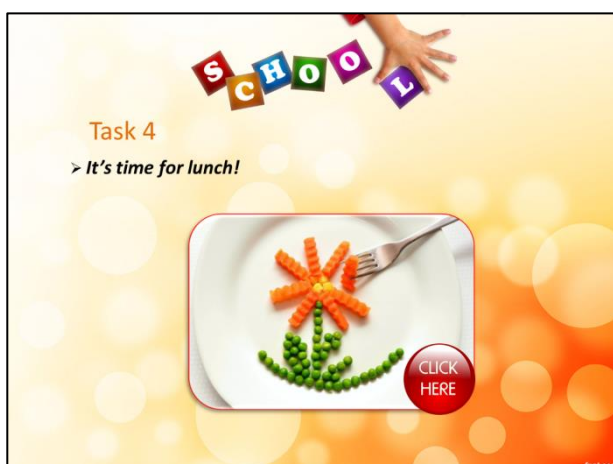 SCHOOL
Task 4
➢ It's time for lunch!
CLICK
HERE